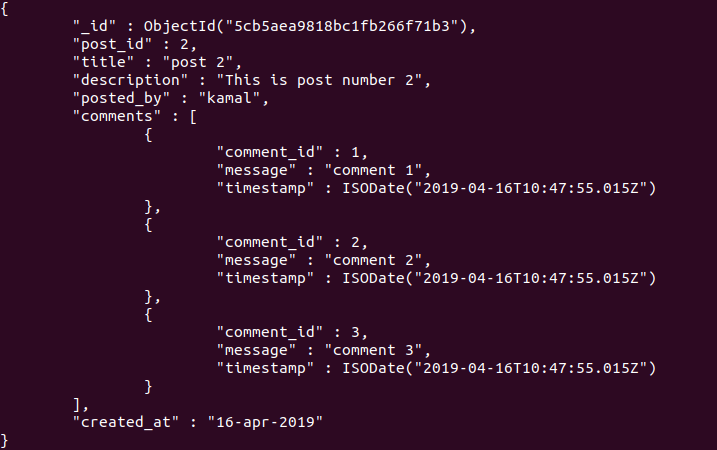 {
"_id" : ObjectId("5cb5aea9818bc1fb266f71b3"),
"post_id" : 2,
"title" : "post 2",
"description" : "This is post number 2",
"posted_by" : "kamal",
"comments" : [
{
"comment_id" : 1,
"message" : "comment 1",
"timestamp" : ISODate("2019-04-16T10:47:55.015Z")
},
{
"comment_id" : 2,
"message" : "comment 2",
"timestamp" : ISODate("2019-04-16T10:47:55.015Z")
},
{
"comment_id" : 3,
"message" : "comment 3",
"timestamp" : ISODate("2019-04-16T10:47:55.015Z")
}
],
"created_at" : "16-apr-2019"
}